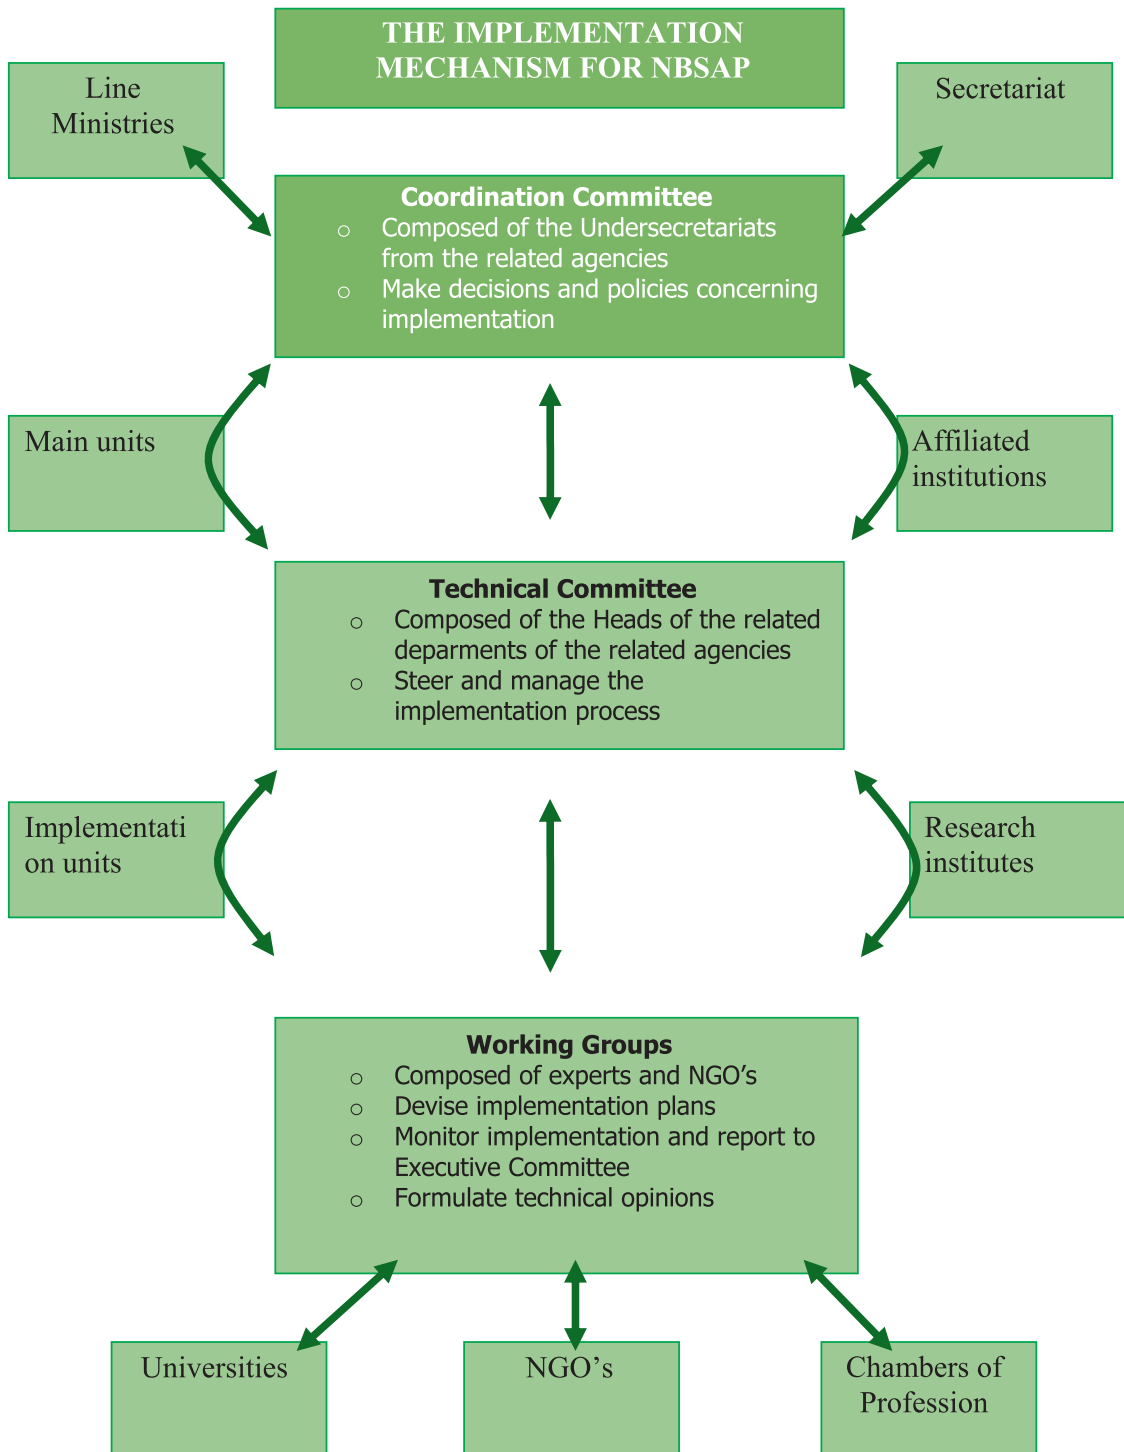 THE IMPLEMENTATION
MECHANISM FOR NBSAP
Line
Ministries
Secretariat
Coordination Committee
o Composed of the Undersecretariats
from the related agencies
o Make decisions and policies concerning
implementation
Main units
Affiliated
institutions
Technical Committee
o Composed of the Heads of the related
deparments of the related agencies
o Steer and manage the
implementation process
Implementati
on units
Research
institutes
Working Groups
o Composed of experts and NGO’s
o Devise implementation plans
o Monitor implementation and report to
Executive Committee
o Formulate technical opinions
Universities
NGO’s
Chambers of
Profession